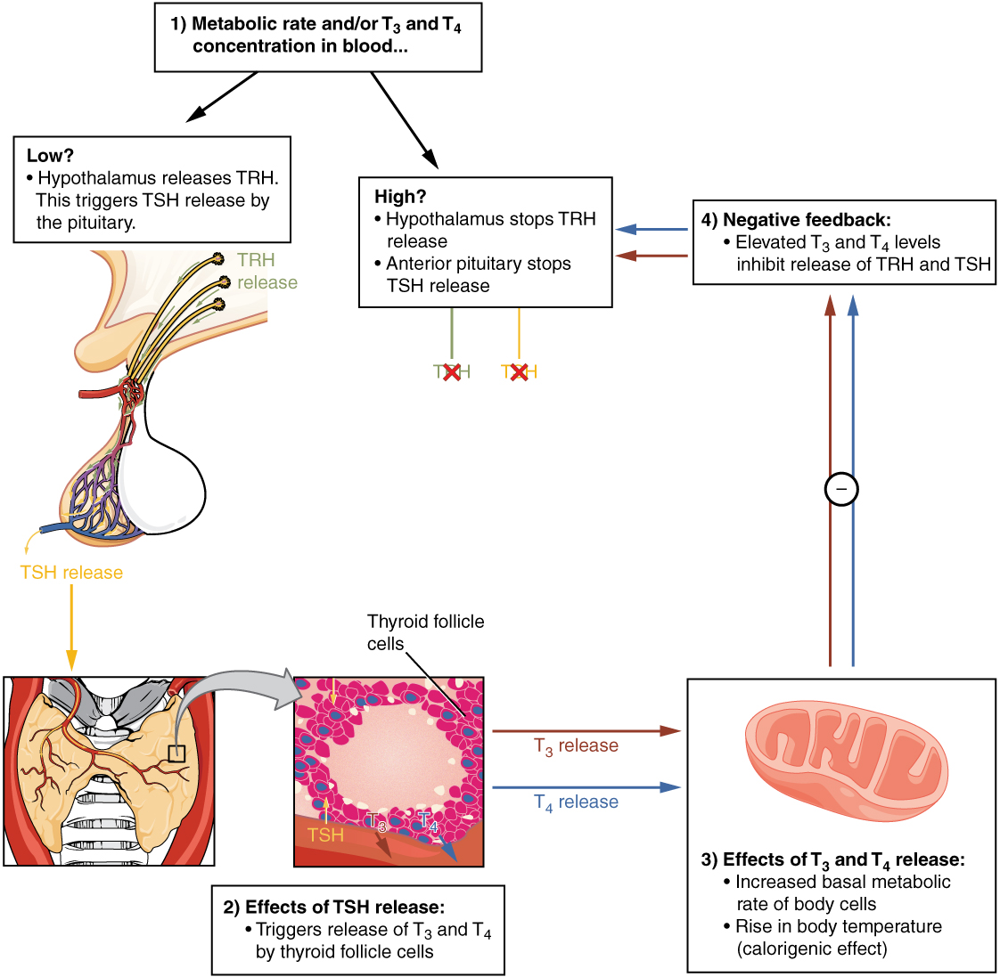 1) Metabolic rate and/or T3 and T4
concentration in blood...
Low?
• Hypothalamus releases TRH.
This triggers TSH release by
the pituitary.
High?
• Hypothalamus stops TRH
release
• Anterior pituitary stops
TSH release
4) Negative feedback:
• Elevated T3 and T4 levels
inhibit release of TRH and TSH
TRH
release
TRH
TSH
−
TSH release
Thyroid follicle
cells
T3 release
T4 release
TSH
T3
T4
2) Effects of TSH release:
• Triggers release of T3 and T4
by thyroid follicle cells
3) Effects of T3 and T4 release:
• Increased basal metabolic
rate of body cells
• Rise in body temperature
(calorigenic effect)